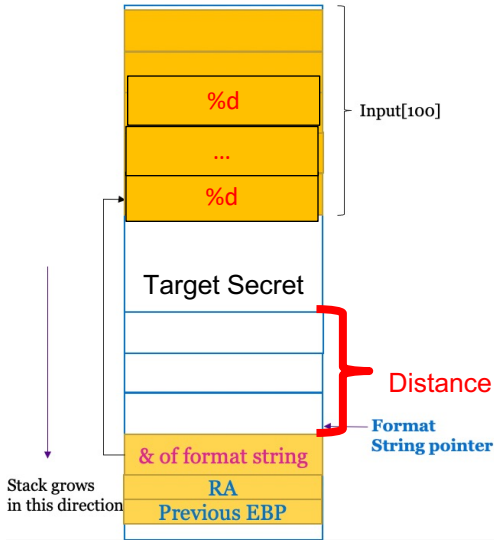 %d
Input[100]
...
%d
Target Secret
Distance
Format
String pointer
& of format string
Stack grows
in this direction
RA
Previous EBP